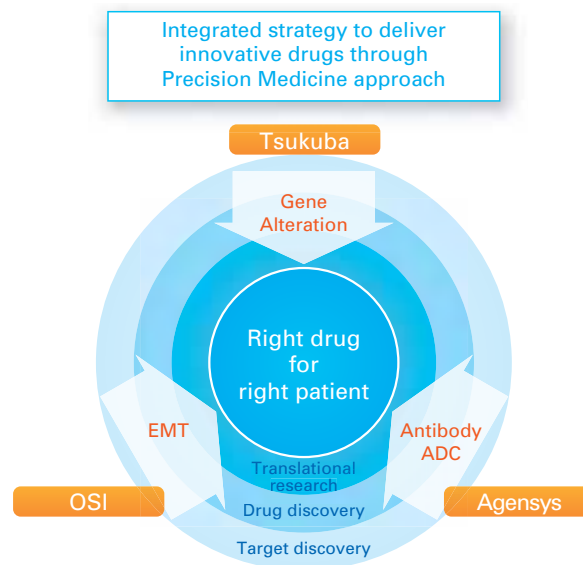 Integrated strategy to deliver
innovative drugs through
Precision Medicine approach
Tsukuba
Gene
Alteration
Right drug
for
right patient
EMT
Antibody
ADC
Translational
research
OSI
Drug discovery
Agensys
Target discovery